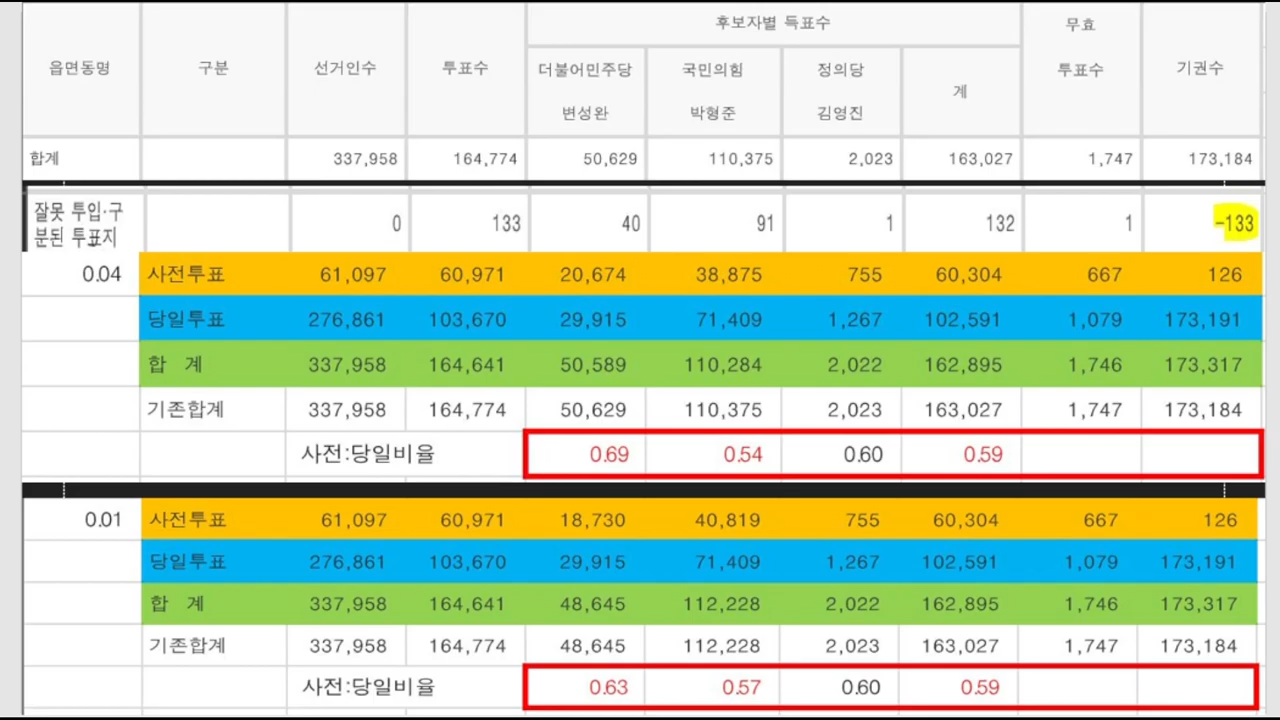 읍면동명 구분 선거인수 투표수 후보자별 득표수 무효 투표수 기권수
더불어민주당 변성완 국민의힘 박형준 정의당 김영진 계
합계 337,958 164,774 50,629 110,375 2,023 163,027 1,747 173,184
잘못 투입·구
분된 투표지 0 133 40 91 1 132 1 -133
0.04 사전투표 61,097 60,971 20,674 38,875 755 60,304 667 126
당일투표 276,861 103,670 29,915 71,409 1,267 102,591 1,079 173,191
합 계 337,958 164,641 50,589 110,284 2,022 162,895 1,746 173,317
기존합계 337,958 164,774 50,629 110,375 2,023 163,027 1,747 173,184
사전:당일비율 0.69 0.54 0.60 0.59
0.01 사전투표 61,097 60,971 18,730 40,819 755 60,304 667 126
당일투표 276,861 103,670 29,915 71,409 1,267 102,591 1,079 173,191
합 계 337,958 164,641 48,645 112,228 2,022 162,895 1,746 173,317
기존합계 337,958 164,774 48,645 112,228 2,023 163,027 1,747 173,184
사전:당일비율 0.63 0.57 0.60 0.59